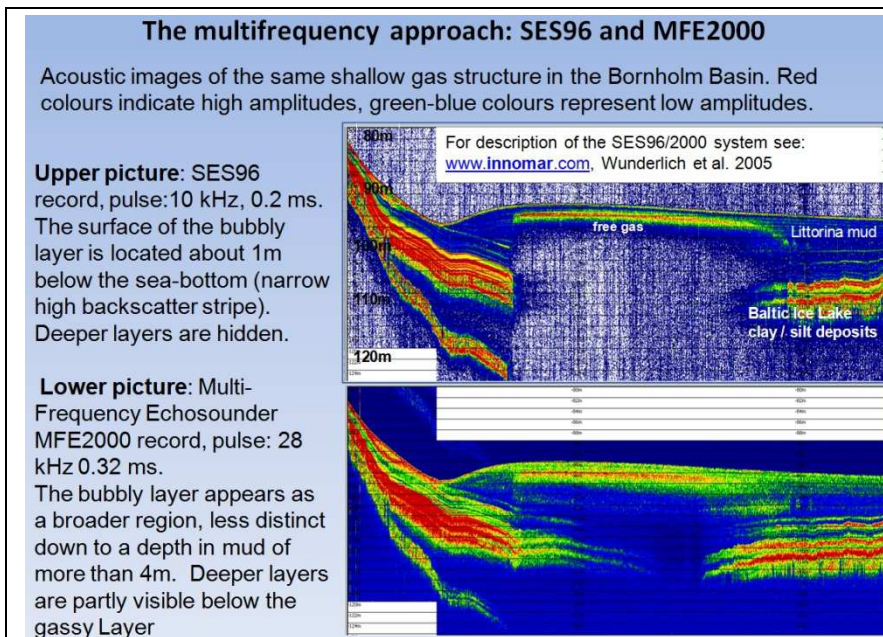 The multifrequency approach: SES96 and MFE2000
Acoustic images of the same shallow gas structure in the Bornholm Basin. Red
colours indicate high amplitudes, green-blue colours represent low amplitudes.
Upper picture: SES96
record, pulse:10 kHz, 0.2 ms.
The surface of the bubbly
layer is located about 1m
below the sea-bottom (narrow
high backscatter stripe).
Deeper layers are hidden.
80m
For description of the SES96/2000 system see:
www.innomar.com, Wunderlich et al. 2005
90m
free gas
Littorina mud
100m
110m
Baltic Ice Lake
clay / silt deposits
120m
Lower picture: Multi-
Frequency Echosounder
MFE2000 record, pulse: 28
kHz 0.32 ms.
The bubbly layer appears as
a broader region, less distinct
down to a depth in mud of
more than 4m. Deeper layers
are partly visible below the
gassy Layer